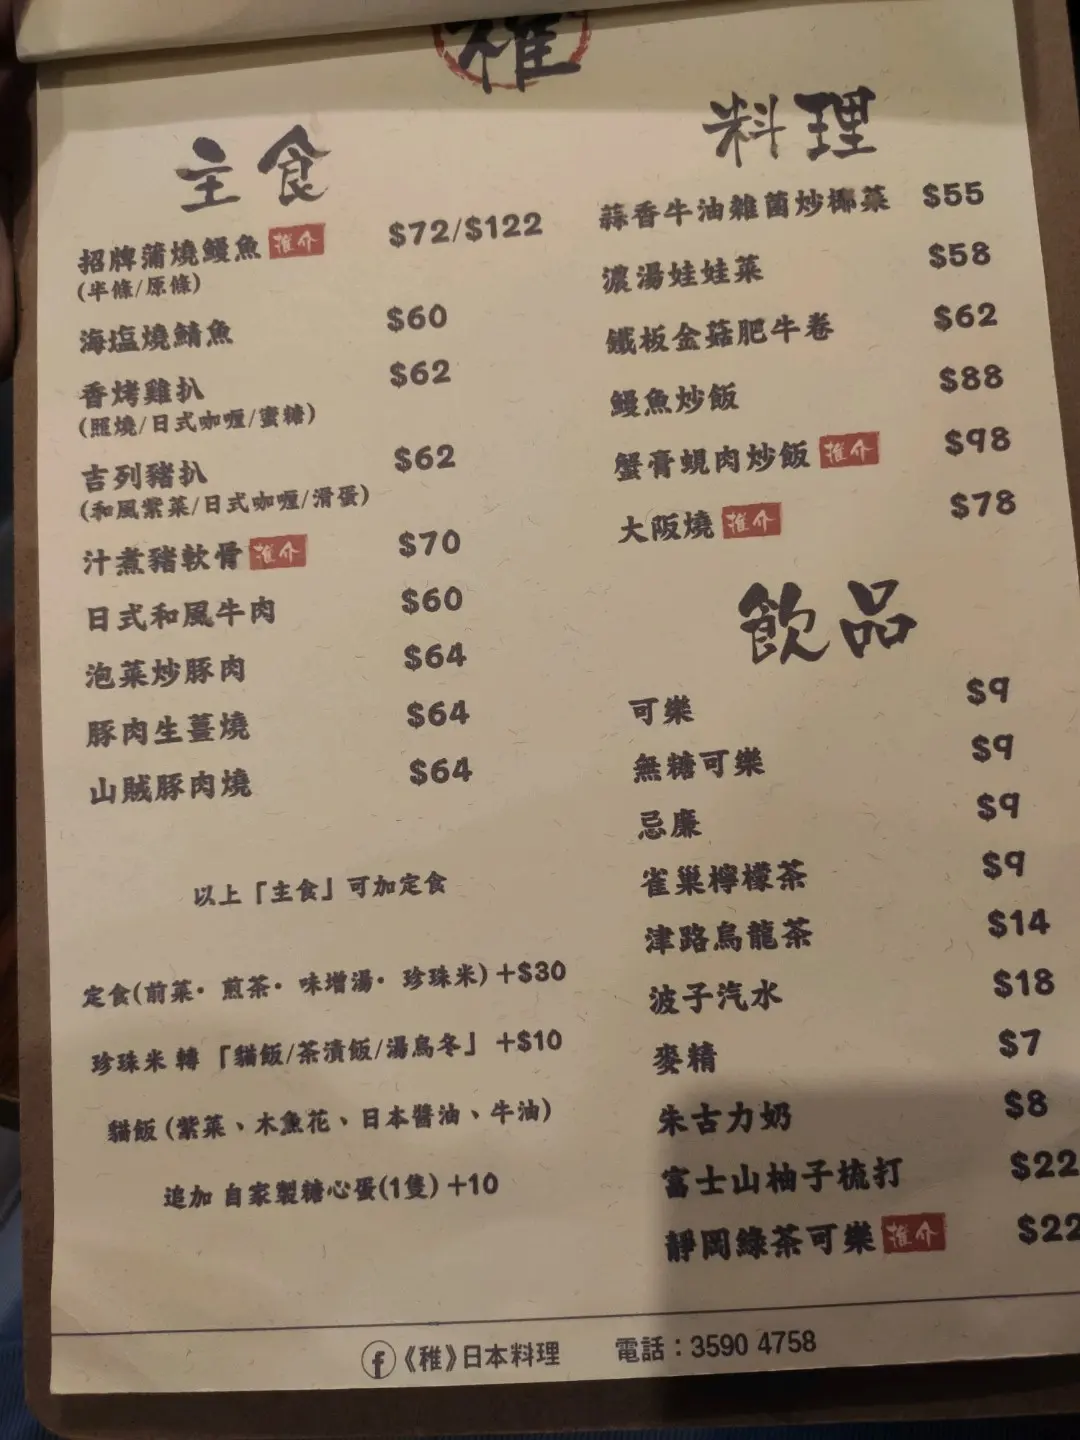 稚
主食
招牌蒲燒鰻魚 推介 $72/$122
(半條/原條)
海塩燒鯖魚 $60
香烤雞扒 $62
(照燒/日式咖喱/蜜糖)
吉列豬扒 $62
(和風紫菜/日式咖喱/滑蛋)
汁煮豬軟骨 推介 $70
日式和風牛肉 $60
泡菜炒豚肉 $64
豚肉生薑燒 $64
山賊豚肉燒 $64
以上「主食」可加定食
定食(前菜・煎茶・味增湯・珍珠米) +$30
珍珠米 轉 「貓飯/茶漬飯/湯烏冬」 +$10
貓飯 (紫菜、木魚花、日本醬油、牛油)
追加 自家製糖心蛋(1隻) +10
料理
蒜香牛油雜菌炒椰菜 $55
濃湯娃娃菜 $58
鐵板金菇肥牛卷 $62
鰻魚炒飯 $88
蟹膏蜆肉炒飯 推介 $98
大阪燒 推介 $78
飲品
可樂 $9
無糖可樂 $9
忌廉 $9
雀巢檸檬茶 $9
津路烏龍茶 $14
波子汽水 $18
麥精 $7
朱古力奶 $8
富士山柚子梳打 $22
靜岡綠茶可樂 推介 $22
f《稚》日本料理 電話：3590 4758